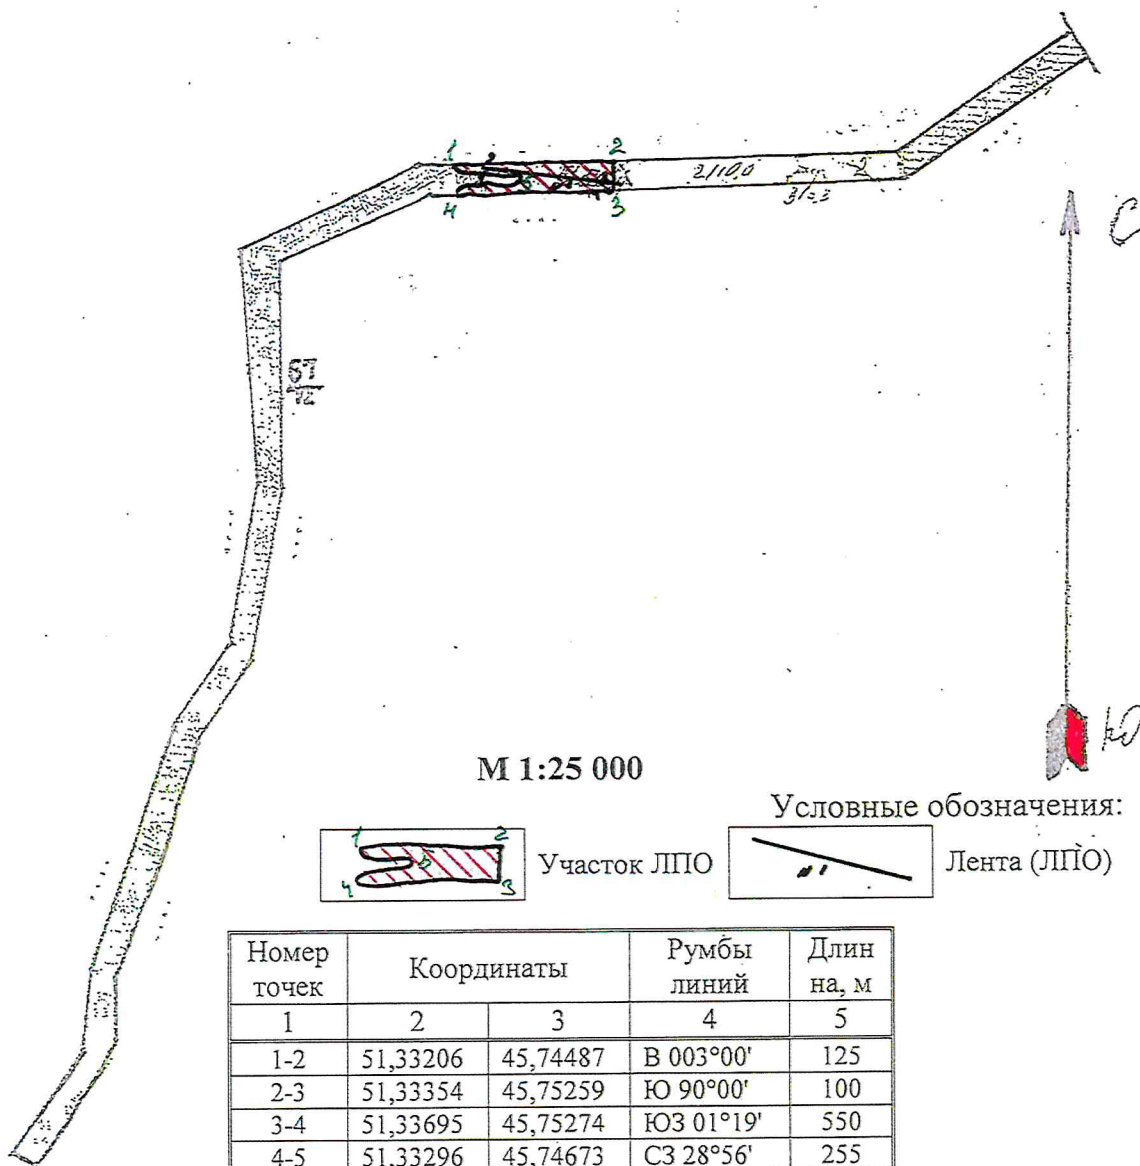 1 2
4 5 3
2/10,0
С
67
Ю
М 1:25 000
Условные обозначения:
1 2
4 5 3
Участок ЛПО
Лента (ЛПО)
Номер точек Координаты Румбы линий Длин на, м
1 2 3 4 5
1-2 51,33206 45,74487 В 003°00' 125
2-3 51,33354 45,75259 Ю 90°00' 100
3-4 51,33695 45,75274 ЮЗ 01°19' 550
4-5 51,33296 45,74673 СЗ 28°56' 255